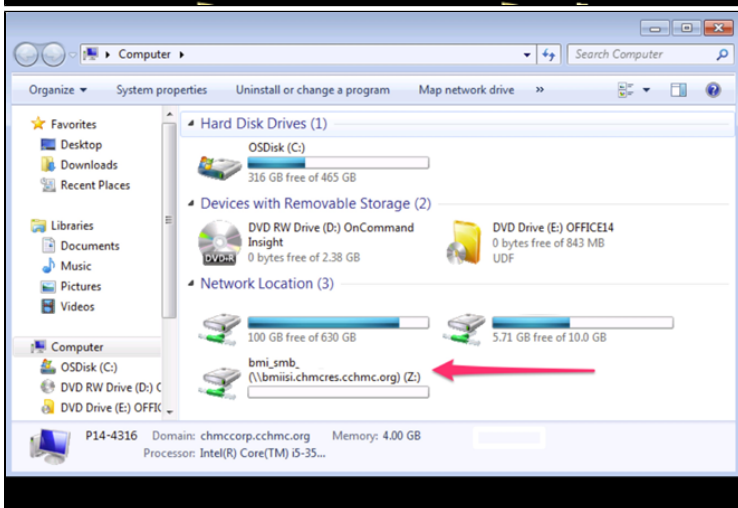 Computer
Search Computer
Organize
System properties
Uninstall or change a program
Map network drive
»
Favorites
Desktop
Downloads
Recent Places
Libraries
Documents
Music
Pictures
Videos
Computer
OSDisk (C:)
DVD RW Drive (D:) C
DVD Drive (E:) OFFIC
Hard Disk Drives (1)
OSDisk (C:)
316 GB free of 465 GB
Devices with Removable Storage (2)
DVD RW Drive (D:) OnCommand
Insight
0 bytes free of 2.38 GB
DVD+R
DVD Drive (E:) OFFICE14
0 bytes free of 843 MB
UDF
Network Location (3)
100 GB free of 630 GB
5.71 GB free of 10.0 GB
bmi_smb_
(\\bmiisi.chmcres.cchmc.org) (Z:)
P14-4316 Domain: chmccorp.cchmc.org Memory: 4.00 GB
Processor: Intel(R) Core(TM) i5-35...